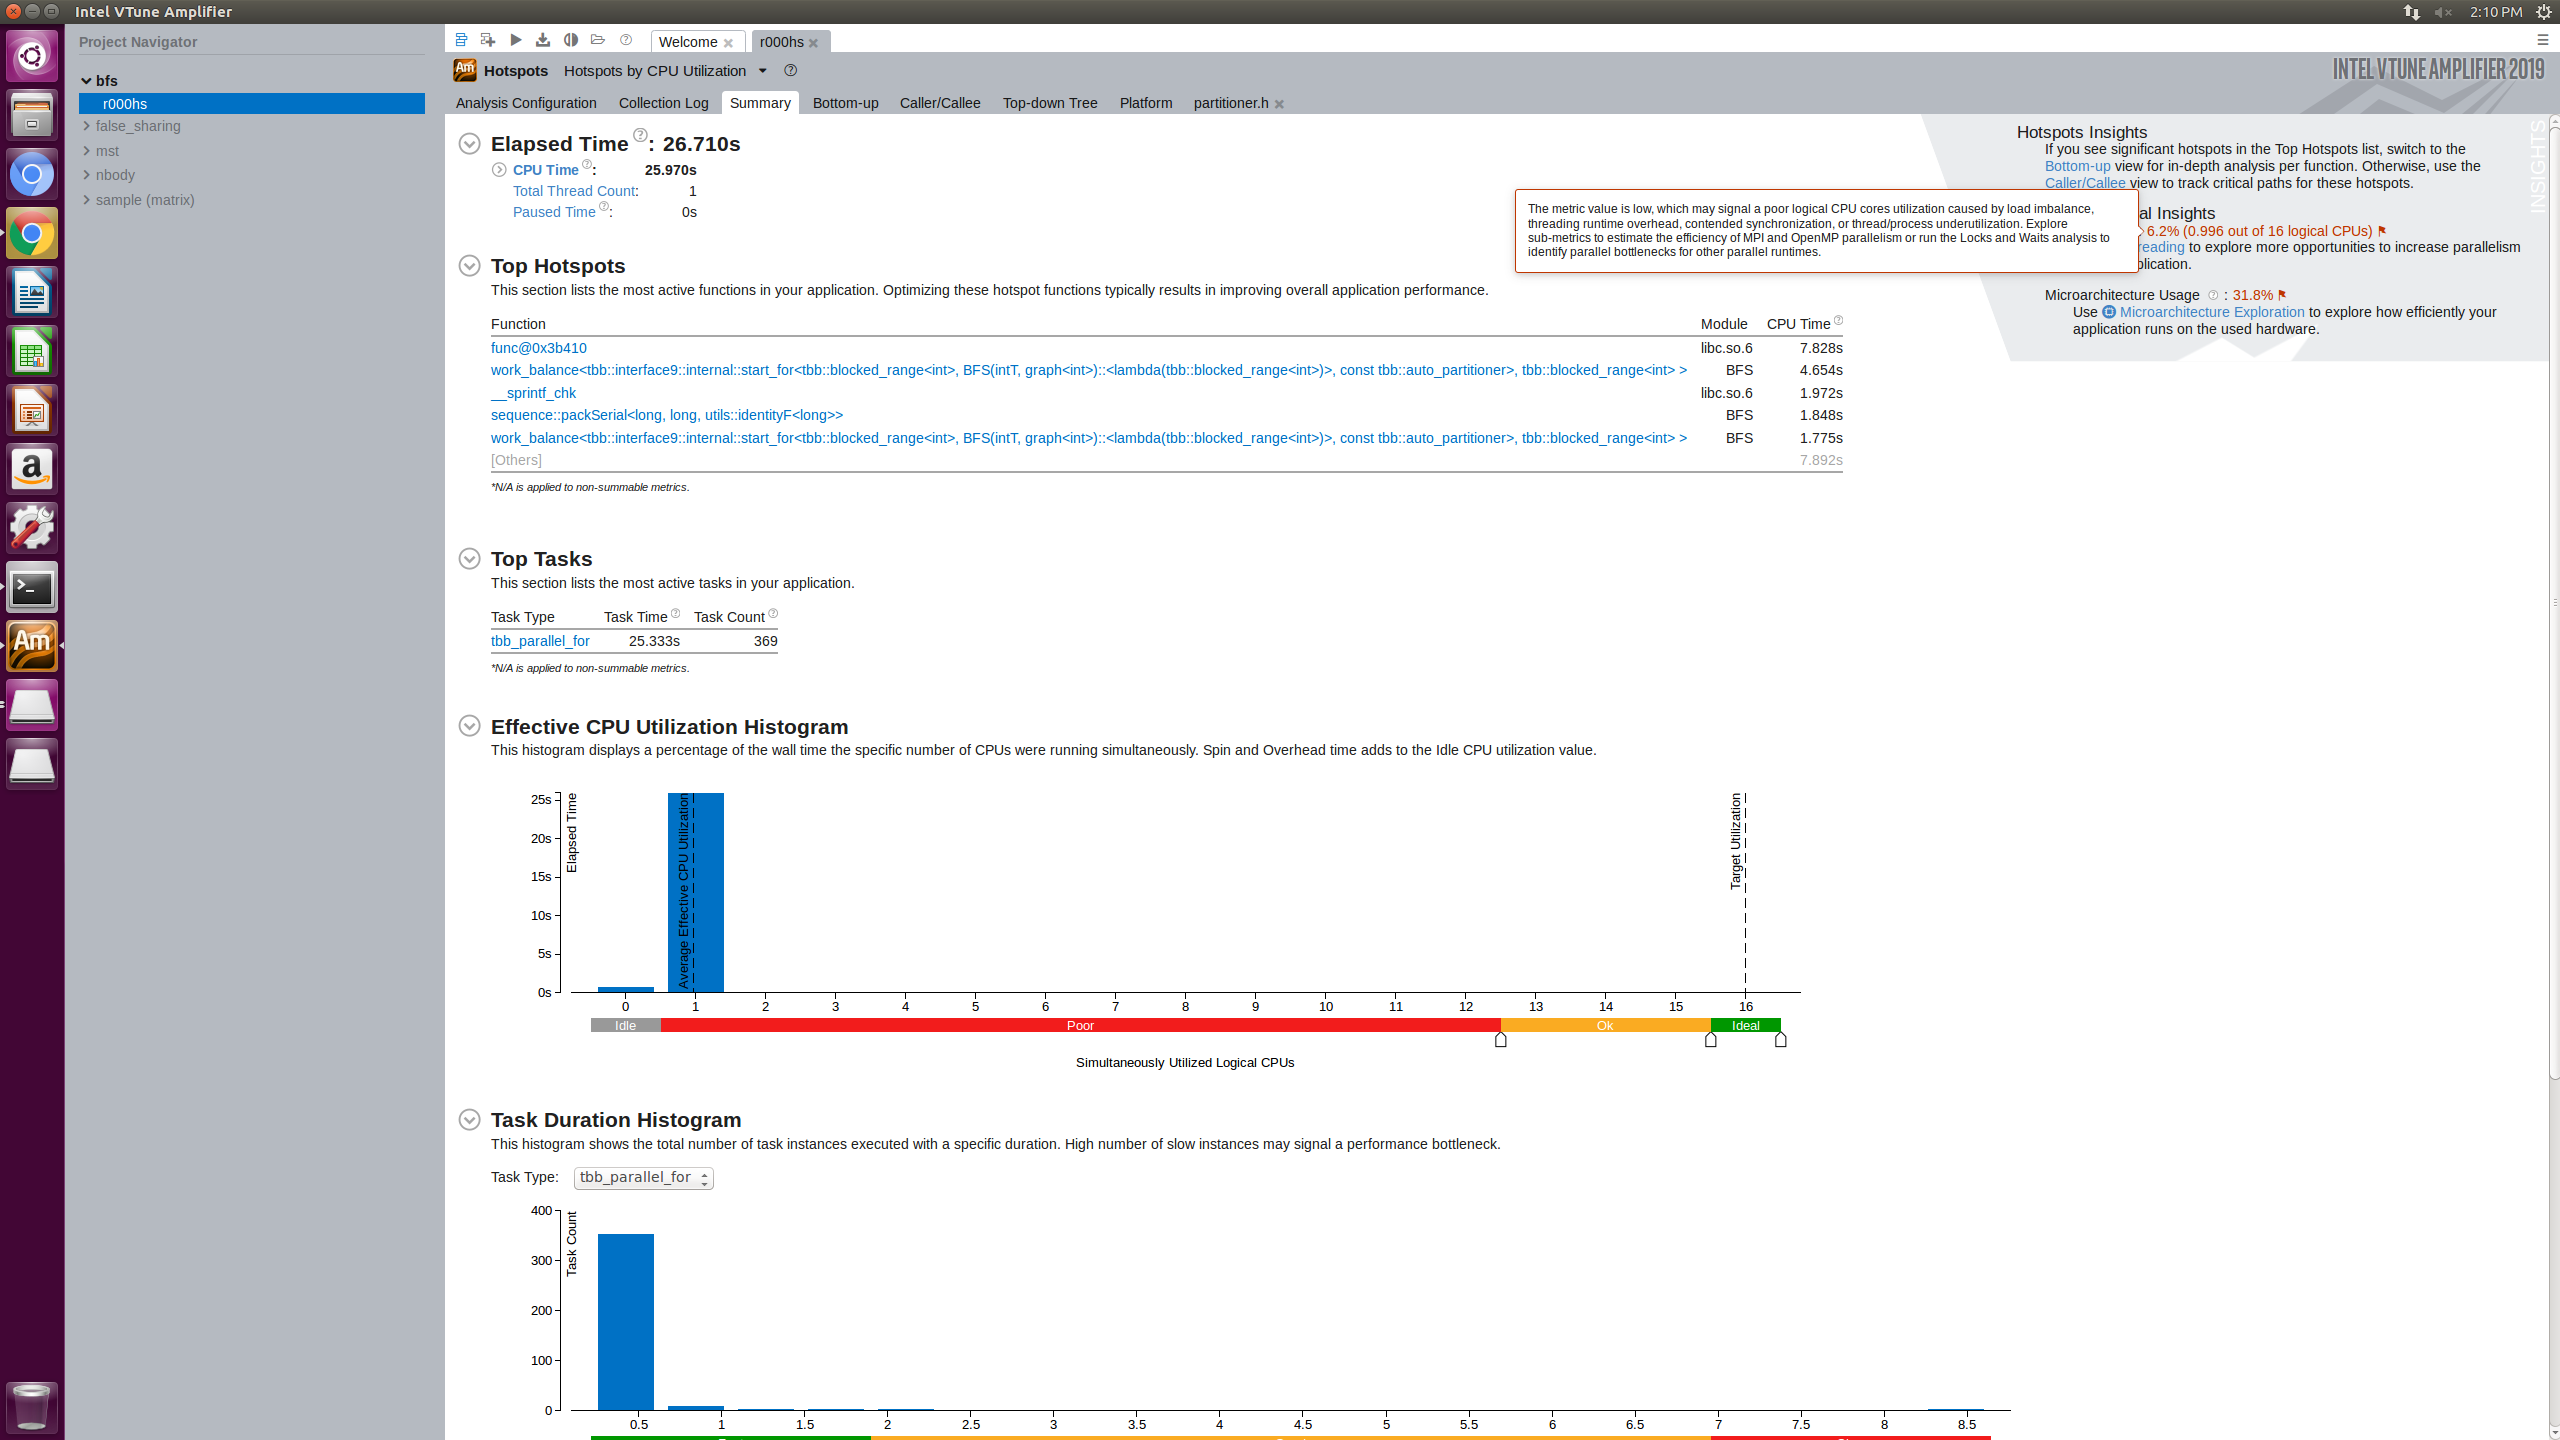 Intel VTune Amplifier
2:10 PM
Project Navigator
bfs
r000hs
false_sharing
mst
nbody
sample (matrix)
Welcome
r000hs
Am Hotspots Hotspots by CPU Utilization
INTEL VTUNE AMPLIFIER 2019
Analysis Configuration Collection Log Summary Bottom-up Caller/Callee Top-down Tree Platform partitioner.h
Elapsed Time ? : 26.710s
CPU Time ? : 25.970s
Total Thread Count: 1
Paused Time ? : 0s
Hotspots Insights
If you see significant hotspots in the Top Hotspots list, switch to the
Bottom-up view for in-depth analysis per function. Otherwise, use the
Caller/Callee view to track critical paths for these hotspots.
INSIGHTS
al Insights
6.2% (0.996 out of 16 logical CPUs)
reading to explore more opportunities to increase parallelism
plication.
Microarchitecture Usage ? : 31.8%
Use Microarchitecture Exploration to explore how efficiently your
application runs on the used hardware.
The metric value is low, which may signal a poor logical CPU cores utilization caused by load imbalance,
threading runtime overhead, contended synchronization, or thread/process underutilization. Explore
sub-metrics to estimate the efficiency of MPI and OpenMP parallelism or run the Locks and Waits analysis to
identify parallel bottlenecks for other parallel runtimes.
Top Hotspots
This section lists the most active functions in your application. Optimizing these hotspot functions typically results in improving overall application performance.
Function Module CPU Time ?
func@0x3b410 libc.so.6 7.828s
work_balance<tbb::interface9::internal::start_for<tbb::blocked_range<int>, BFS(intT, graph<int>)::<lambda(tbb::blocked_range<int>)>, const tbb::auto_partitioner>, tbb::blocked_range<int> > BFS 4.654s
__sprintf_chk libc.so.6 1.972s
sequence::packSerial<long, long, utils::identityF<long>> BFS 1.848s
work_balance<tbb::interface9::internal::start_for<tbb::blocked_range<int>, BFS(intT, graph<int>)::<lambda(tbb::blocked_range<int>)>, const tbb::auto_partitioner>, tbb::blocked_range<int> > BFS 1.775s
[Others] 7.892s
*N/A is applied to non-summable metrics.
Top Tasks
This section lists the most active tasks in your application.
Task Type Task Time ? Task Count ?
tbb_parallel_for 25.333s 369
*N/A is applied to non-summable metrics.
Effective CPU Utilization Histogram
This histogram displays a percentage of the wall time the specific number of CPUs were running simultaneously. Spin and Overhead time adds to the Idle CPU utilization value.
Elapsed Time
25s
20s
15s
10s
5s
0s
Average Effective CPU Utilization
Target Utilization
0 1 2 3 4 5 6 7 8 9 10 11 12 13 14 15 16
Idle Poor Ok Ideal
Simultaneously Utilized Logical CPUs
Task Duration Histogram
This histogram shows the total number of task instances executed with a specific duration. High number of slow instances may signal a performance bottleneck.
Task Type: tbb_parallel_for
Task Count
400
300
200
100
0
0.5 1 1.5 2 2.5 3 3.5 4 4.5 5 5.5 6 6.5 7 7.5 8 8.5